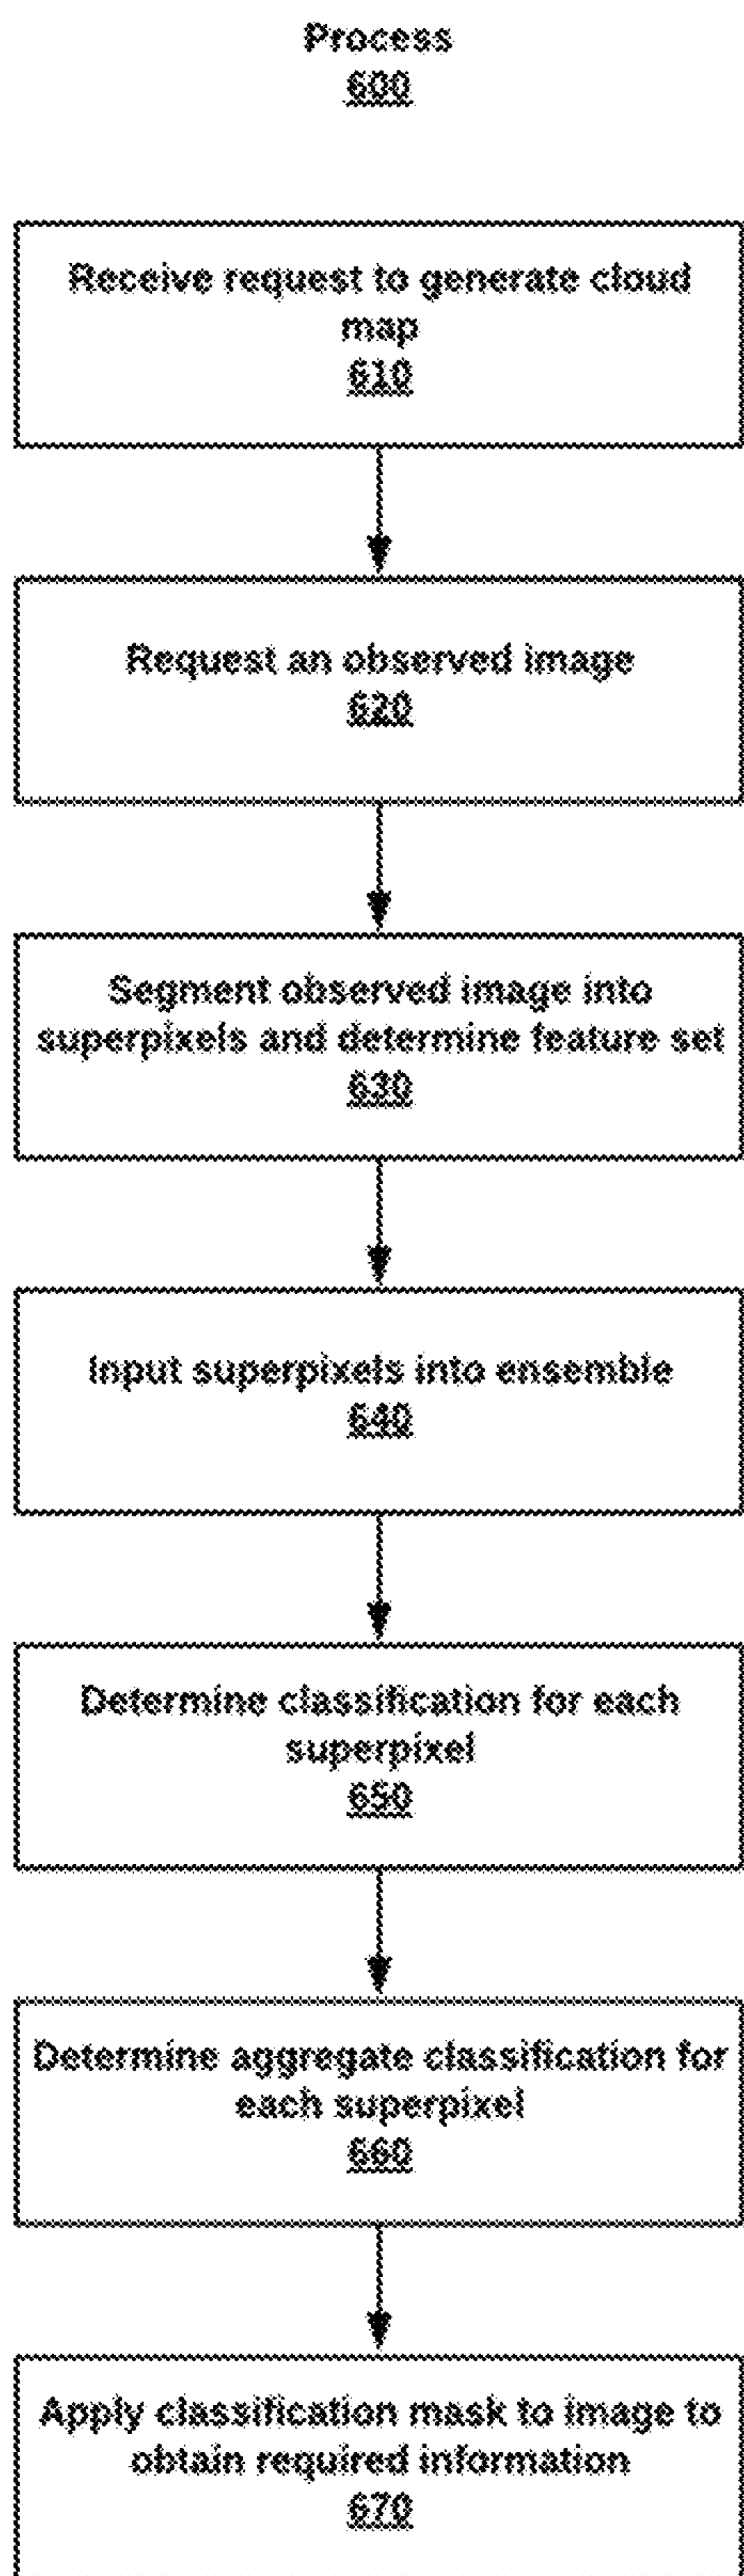 Process
600
Receive request to generate cloud
map
610
Request an observed image
620
Segment observed image into
superpixels and determine feature set
630
Input superpixels into ensemble
640
Determine classification for each
superpixel
650
Determine aggregate classification for
each superpixel
660
Apply classification mask to image to
obtain required information
670